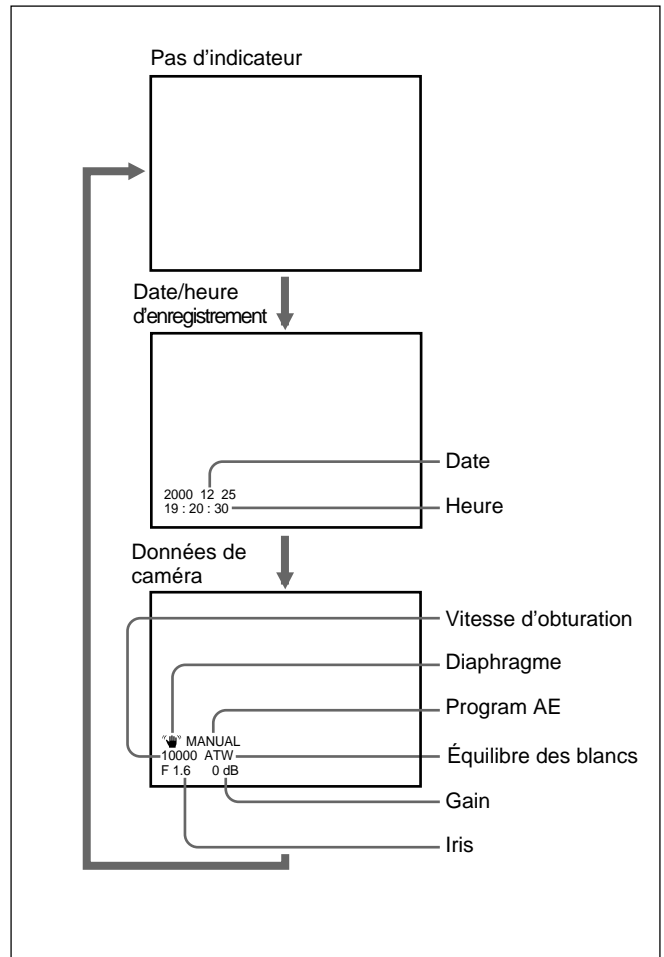 Pas d'indicateur
Date/heure
d'enregistrement
2000 12 25
19 : 20 : 30
Date
Heure
Données de
caméra
MANUAL
10000 ATW
F 1.6 0 dB
Vitesse d'obturation
Diaphragme
Program AE
Équilibre des blancs
Gain
Iris